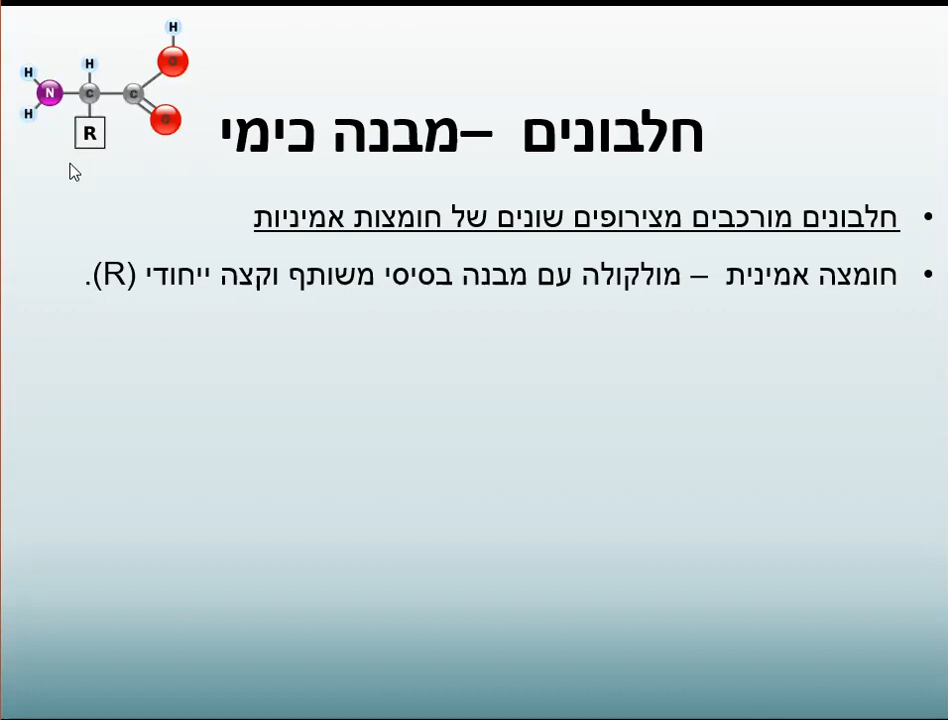 H
O
H
H
N
C
C
H
O
R
חלבונים –מבנה כימי
• חלבונים מורכבים מצירופים שונים של חומצות אמיניות
• חומצה אמינית – מולקולה עם מבנה בסיסי משותף וקצה ייחודי (R).